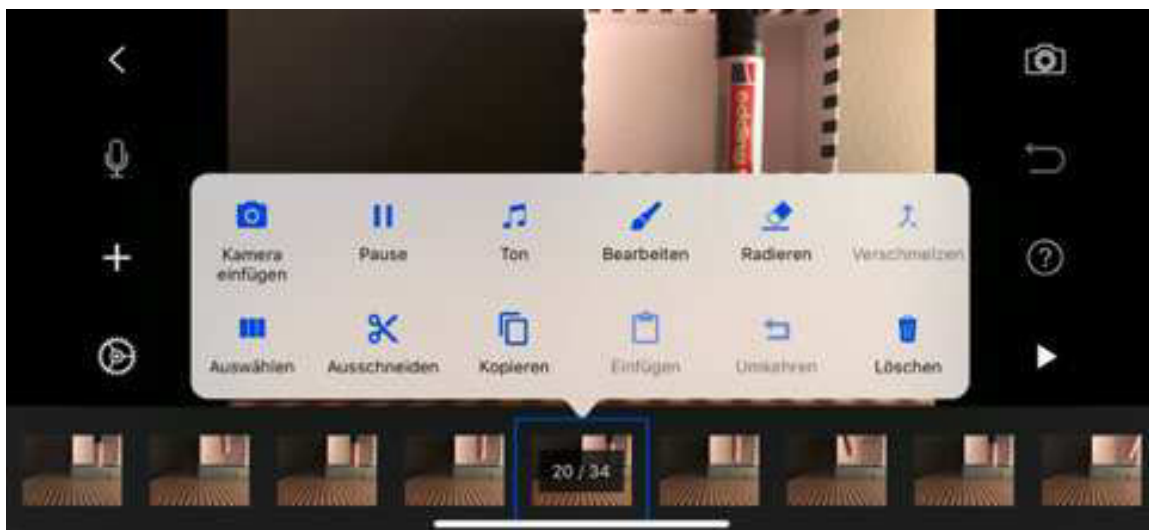 edding
Kamera einfügen
Pause
Ton
Bearbeiten
Radieren
Verschmelzen
Auswählen
Ausschneiden
Kopieren
Einfügen
Umkehren
Löschen
20 / 34